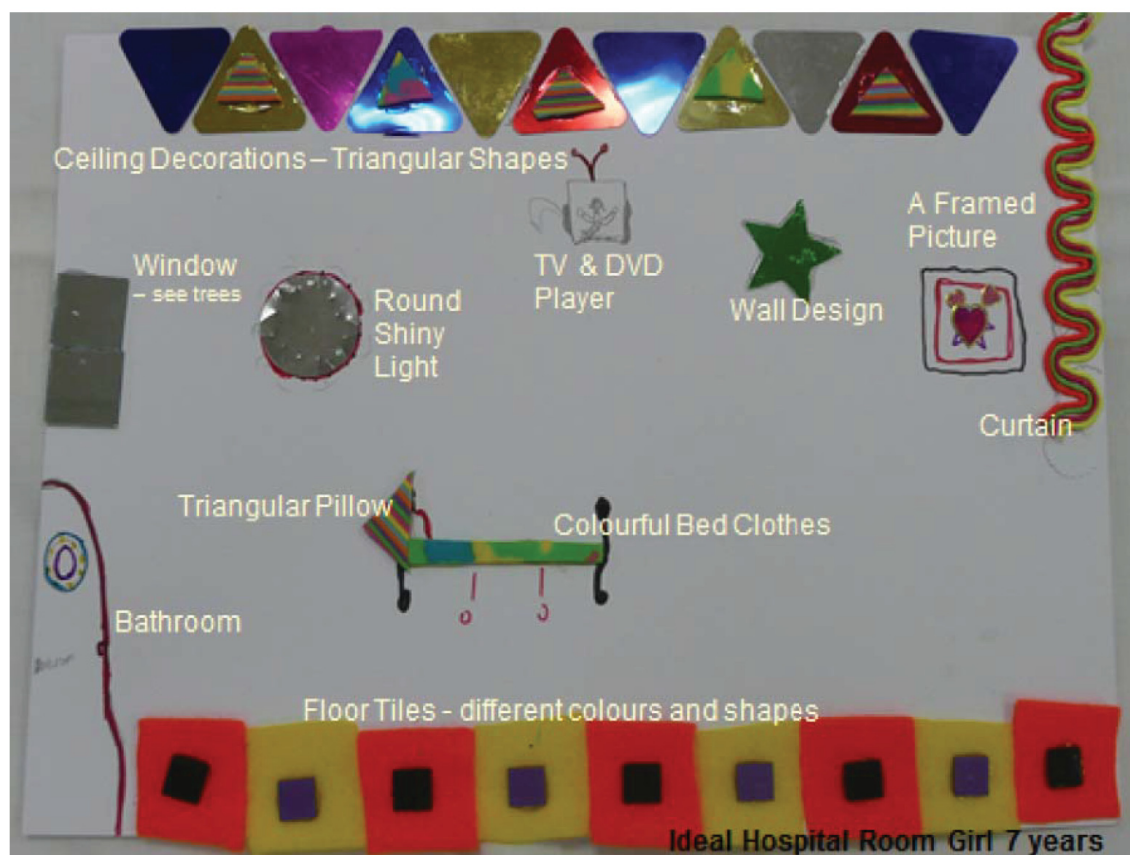 Ceiling Decorations – Triangular Shapes
A Framed
Picture
Window
– see trees
TV & DVD
Player
Round
Shiny
Light
Wall Design
Curtain
Triangular Pillow
Colourful Bed Clothes
Bathroom
Floor Tiles - different colours and shapes
Ideal Hospital Room Girl 7 years